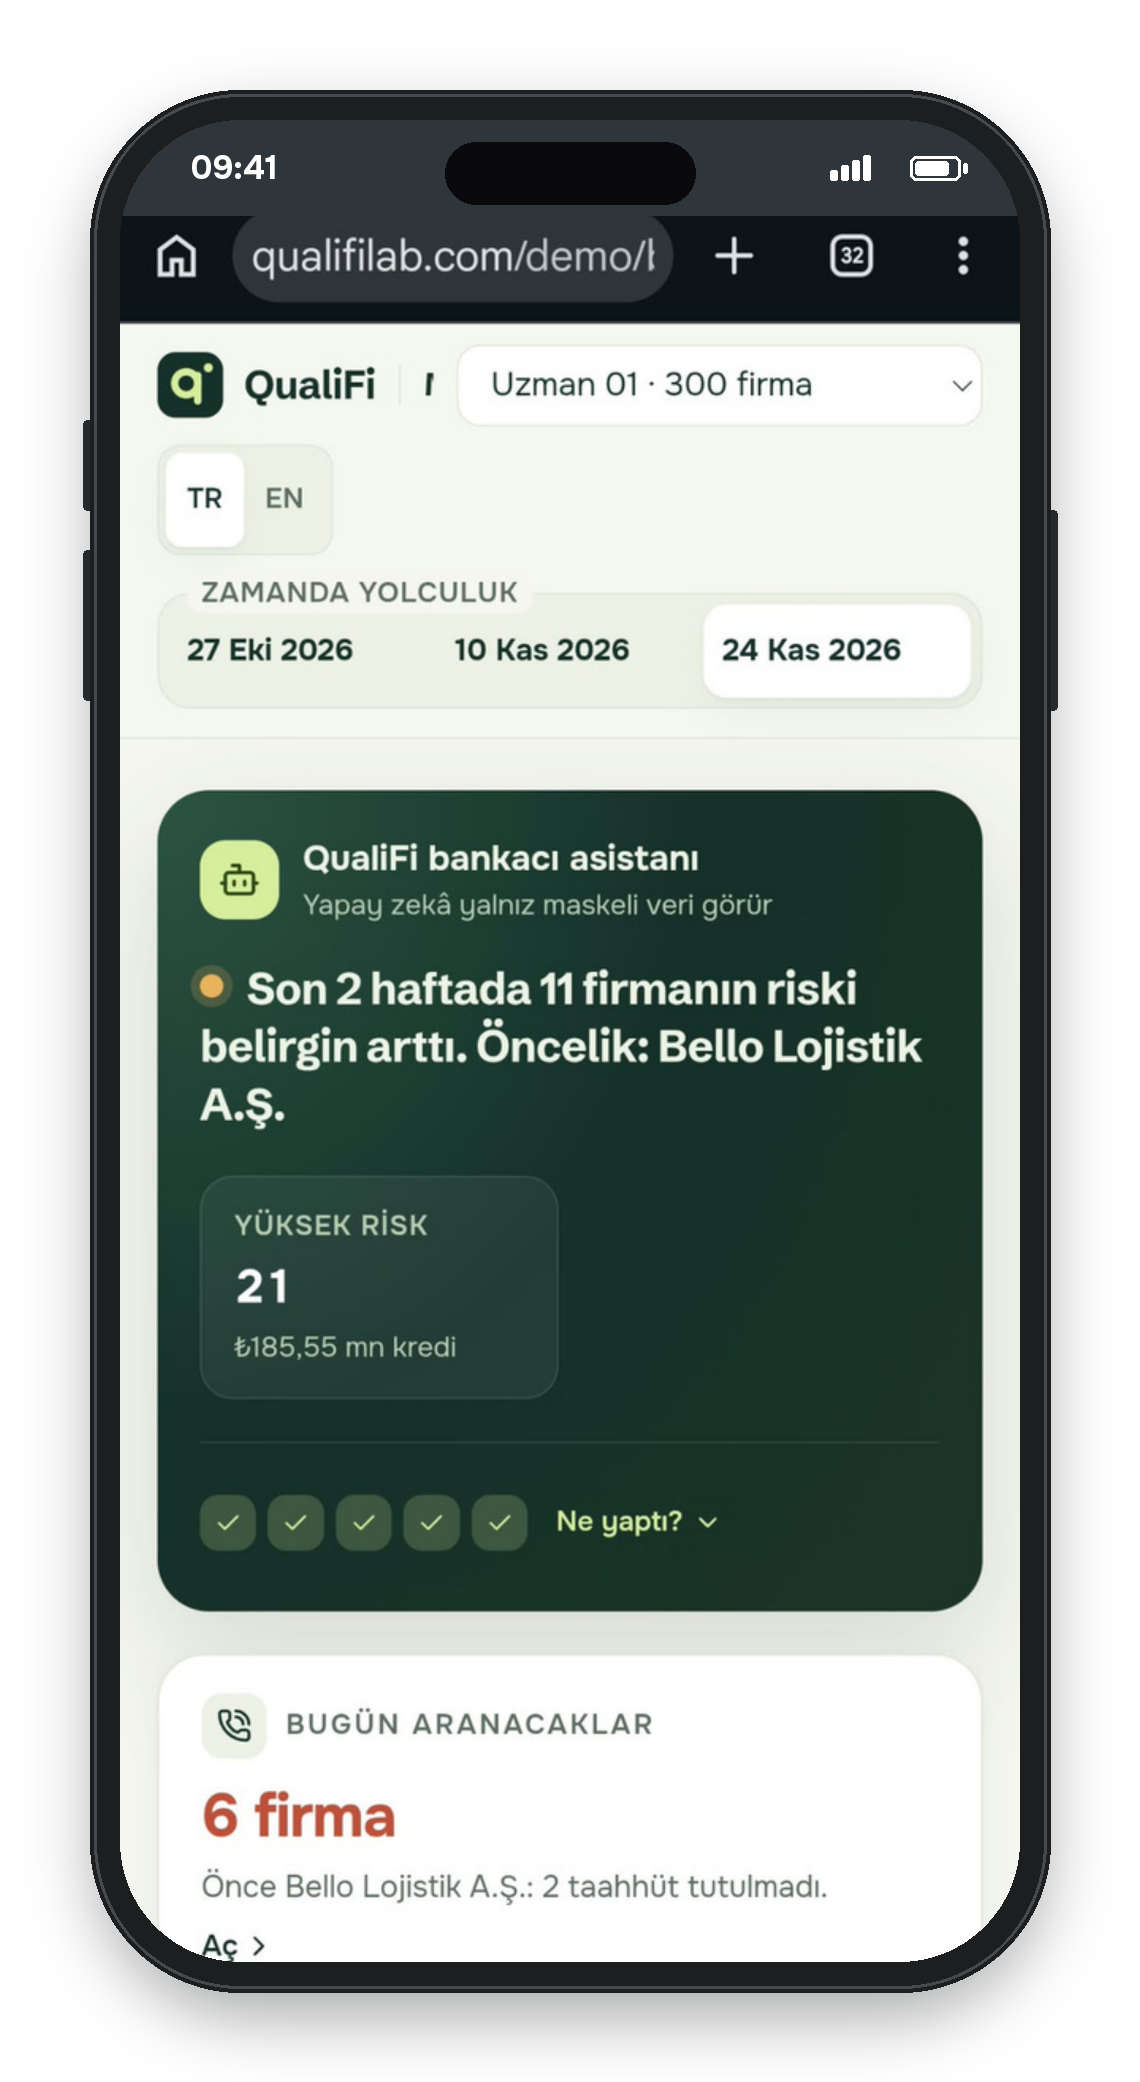 09:41
qualifilab.com/demo/
32
QualiFi
Uzman 01 · 300 firma
TR EN
ZAMANDA YOLCULUK
27 Eki 2026 10 Kas 2026 24 Kas 2026
QualiFi bankacı asistanı
Yapay zekâ yalnız maskeli veri görür
Son 2 haftada 11 firmanın riski
belirgin arttı. Öncelik: Bello Lojistik
A.Ş.
YÜKSEK RİSK
21
₺185,55 mn kredi
Ne yaptı?
BUGÜN ARANACAKLAR
6 firma
Önce Bello Lojistik A.Ş.: 2 taahhüt tutulmadı.
Aç